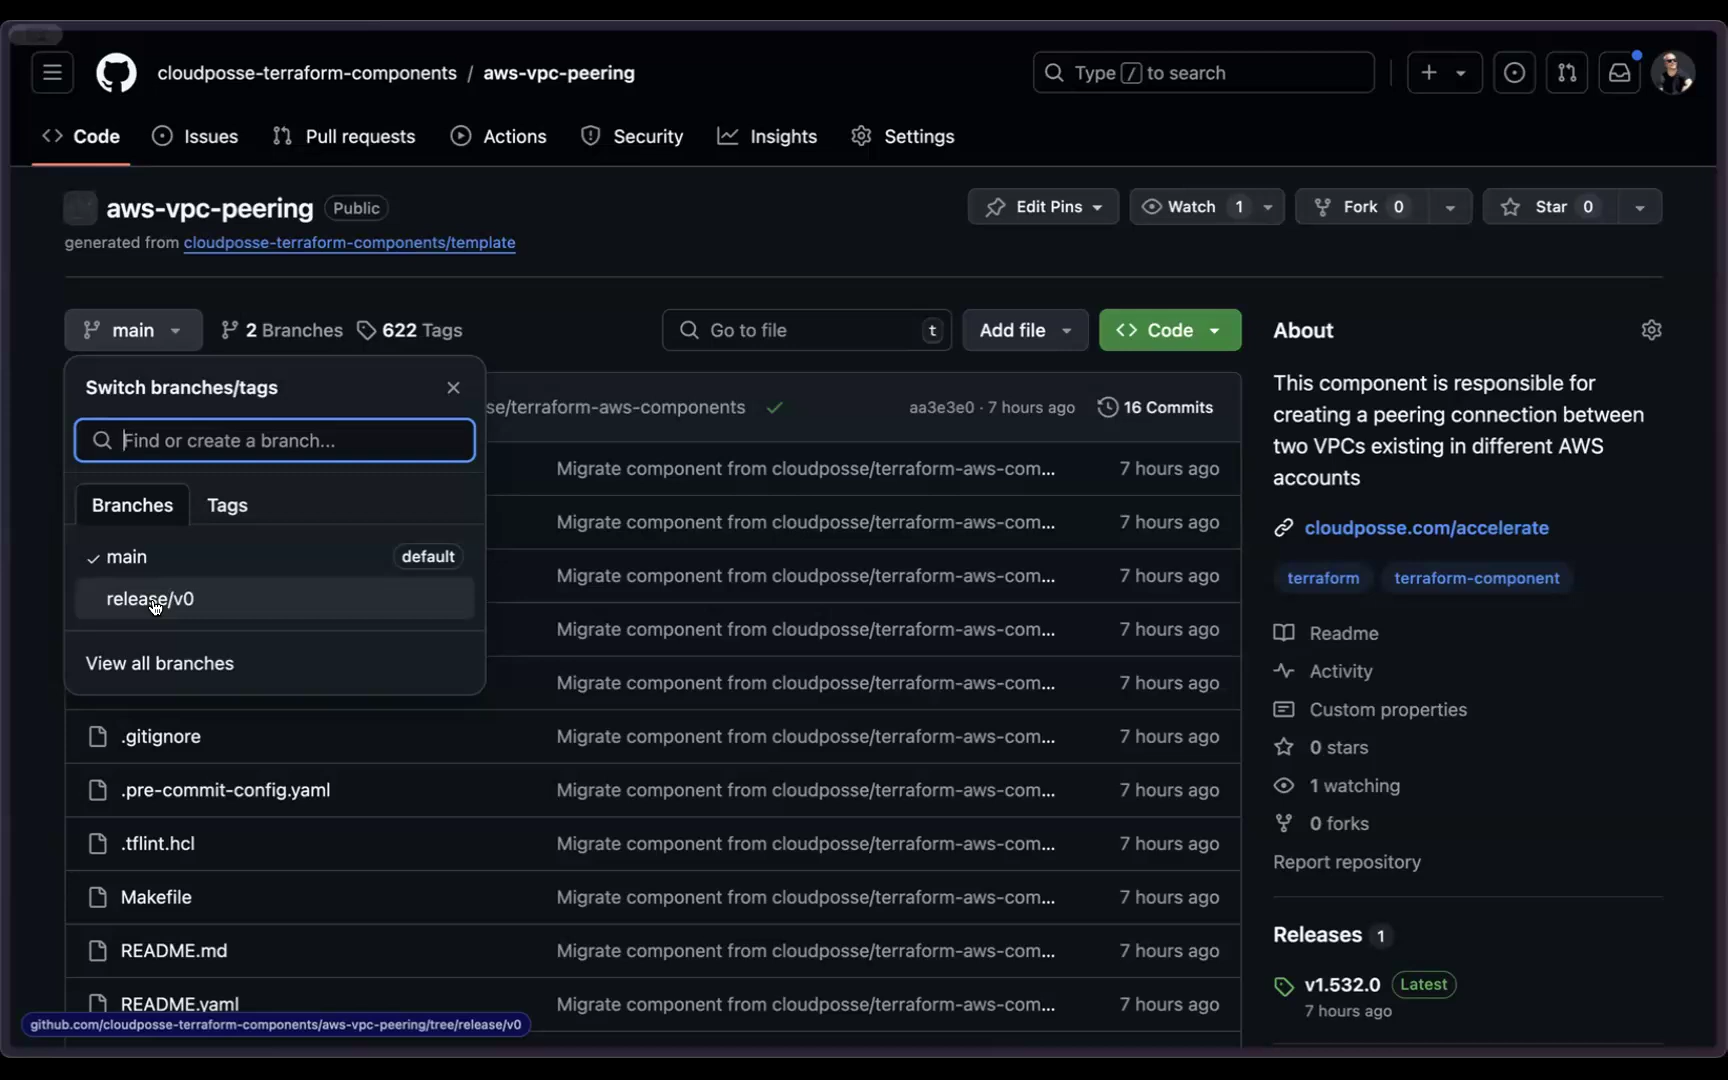 cloudposse-terraform-components / aws-vpc-peering
Type / to search
Code Issues Pull requests Actions Security Insights Settings
aws-vpc-peering Public
Edit Pins Watch 1 Fork 0 Star 0
generated from cloudposse-terraform-components/template
main 2 Branches 622 Tags
Go to file t Add file Code
Switch branches/tags
Find or create a branch...
Branches Tags
main default
release/v0
View all branches
se/terraform-aws-components aa3e3e0 · 7 hours ago 16 Commits
Migrate component from cloudposse/terraform-aws-com... 7 hours ago
Migrate component from cloudposse/terraform-aws-com... 7 hours ago
Migrate component from cloudposse/terraform-aws-com... 7 hours ago
Migrate component from cloudposse/terraform-aws-com... 7 hours ago
Migrate component from cloudposse/terraform-aws-com... 7 hours ago
.gitignore Migrate component from cloudposse/terraform-aws-com... 7 hours ago
.pre-commit-config.yaml Migrate component from cloudposse/terraform-aws-com... 7 hours ago
.tflint.hcl Migrate component from cloudposse/terraform-aws-com... 7 hours ago
Makefile Migrate component from cloudposse/terraform-aws-com... 7 hours ago
README.md Migrate component from cloudposse/terraform-aws-com... 7 hours ago
README.yaml Migrate component from cloudposse/terraform-aws-com... 7 hours ago
github.com/cloudposse-terraform-components/aws-vpc-peering/tree/release/v0
About
This component is responsible for
creating a peering connection between
two VPCs existing in different AWS
accounts
cloudposse.com/accelerate
terraform terraform-component
Readme
Activity
Custom properties
0 stars
1 watching
0 forks
Report repository
Releases 1
v1.532.0 Latest
7 hours ago